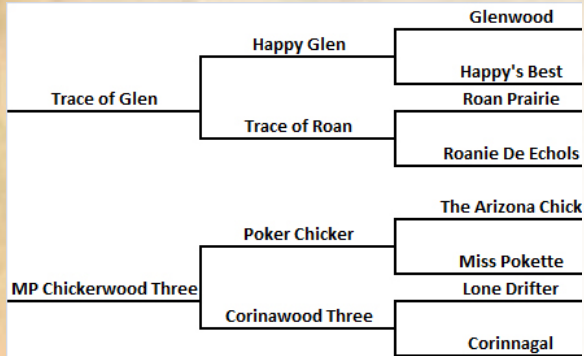 Glenwood
Happy Glen
Happy's Best
Trace of Glen
Roan Prairie
Trace of Roan
Roanie De Echols
The Arizona Chick
Poker Chicker
Miss Pokette
MP Chickerwood Three
Lone Drifter
Corinawood Three
Corinnagal